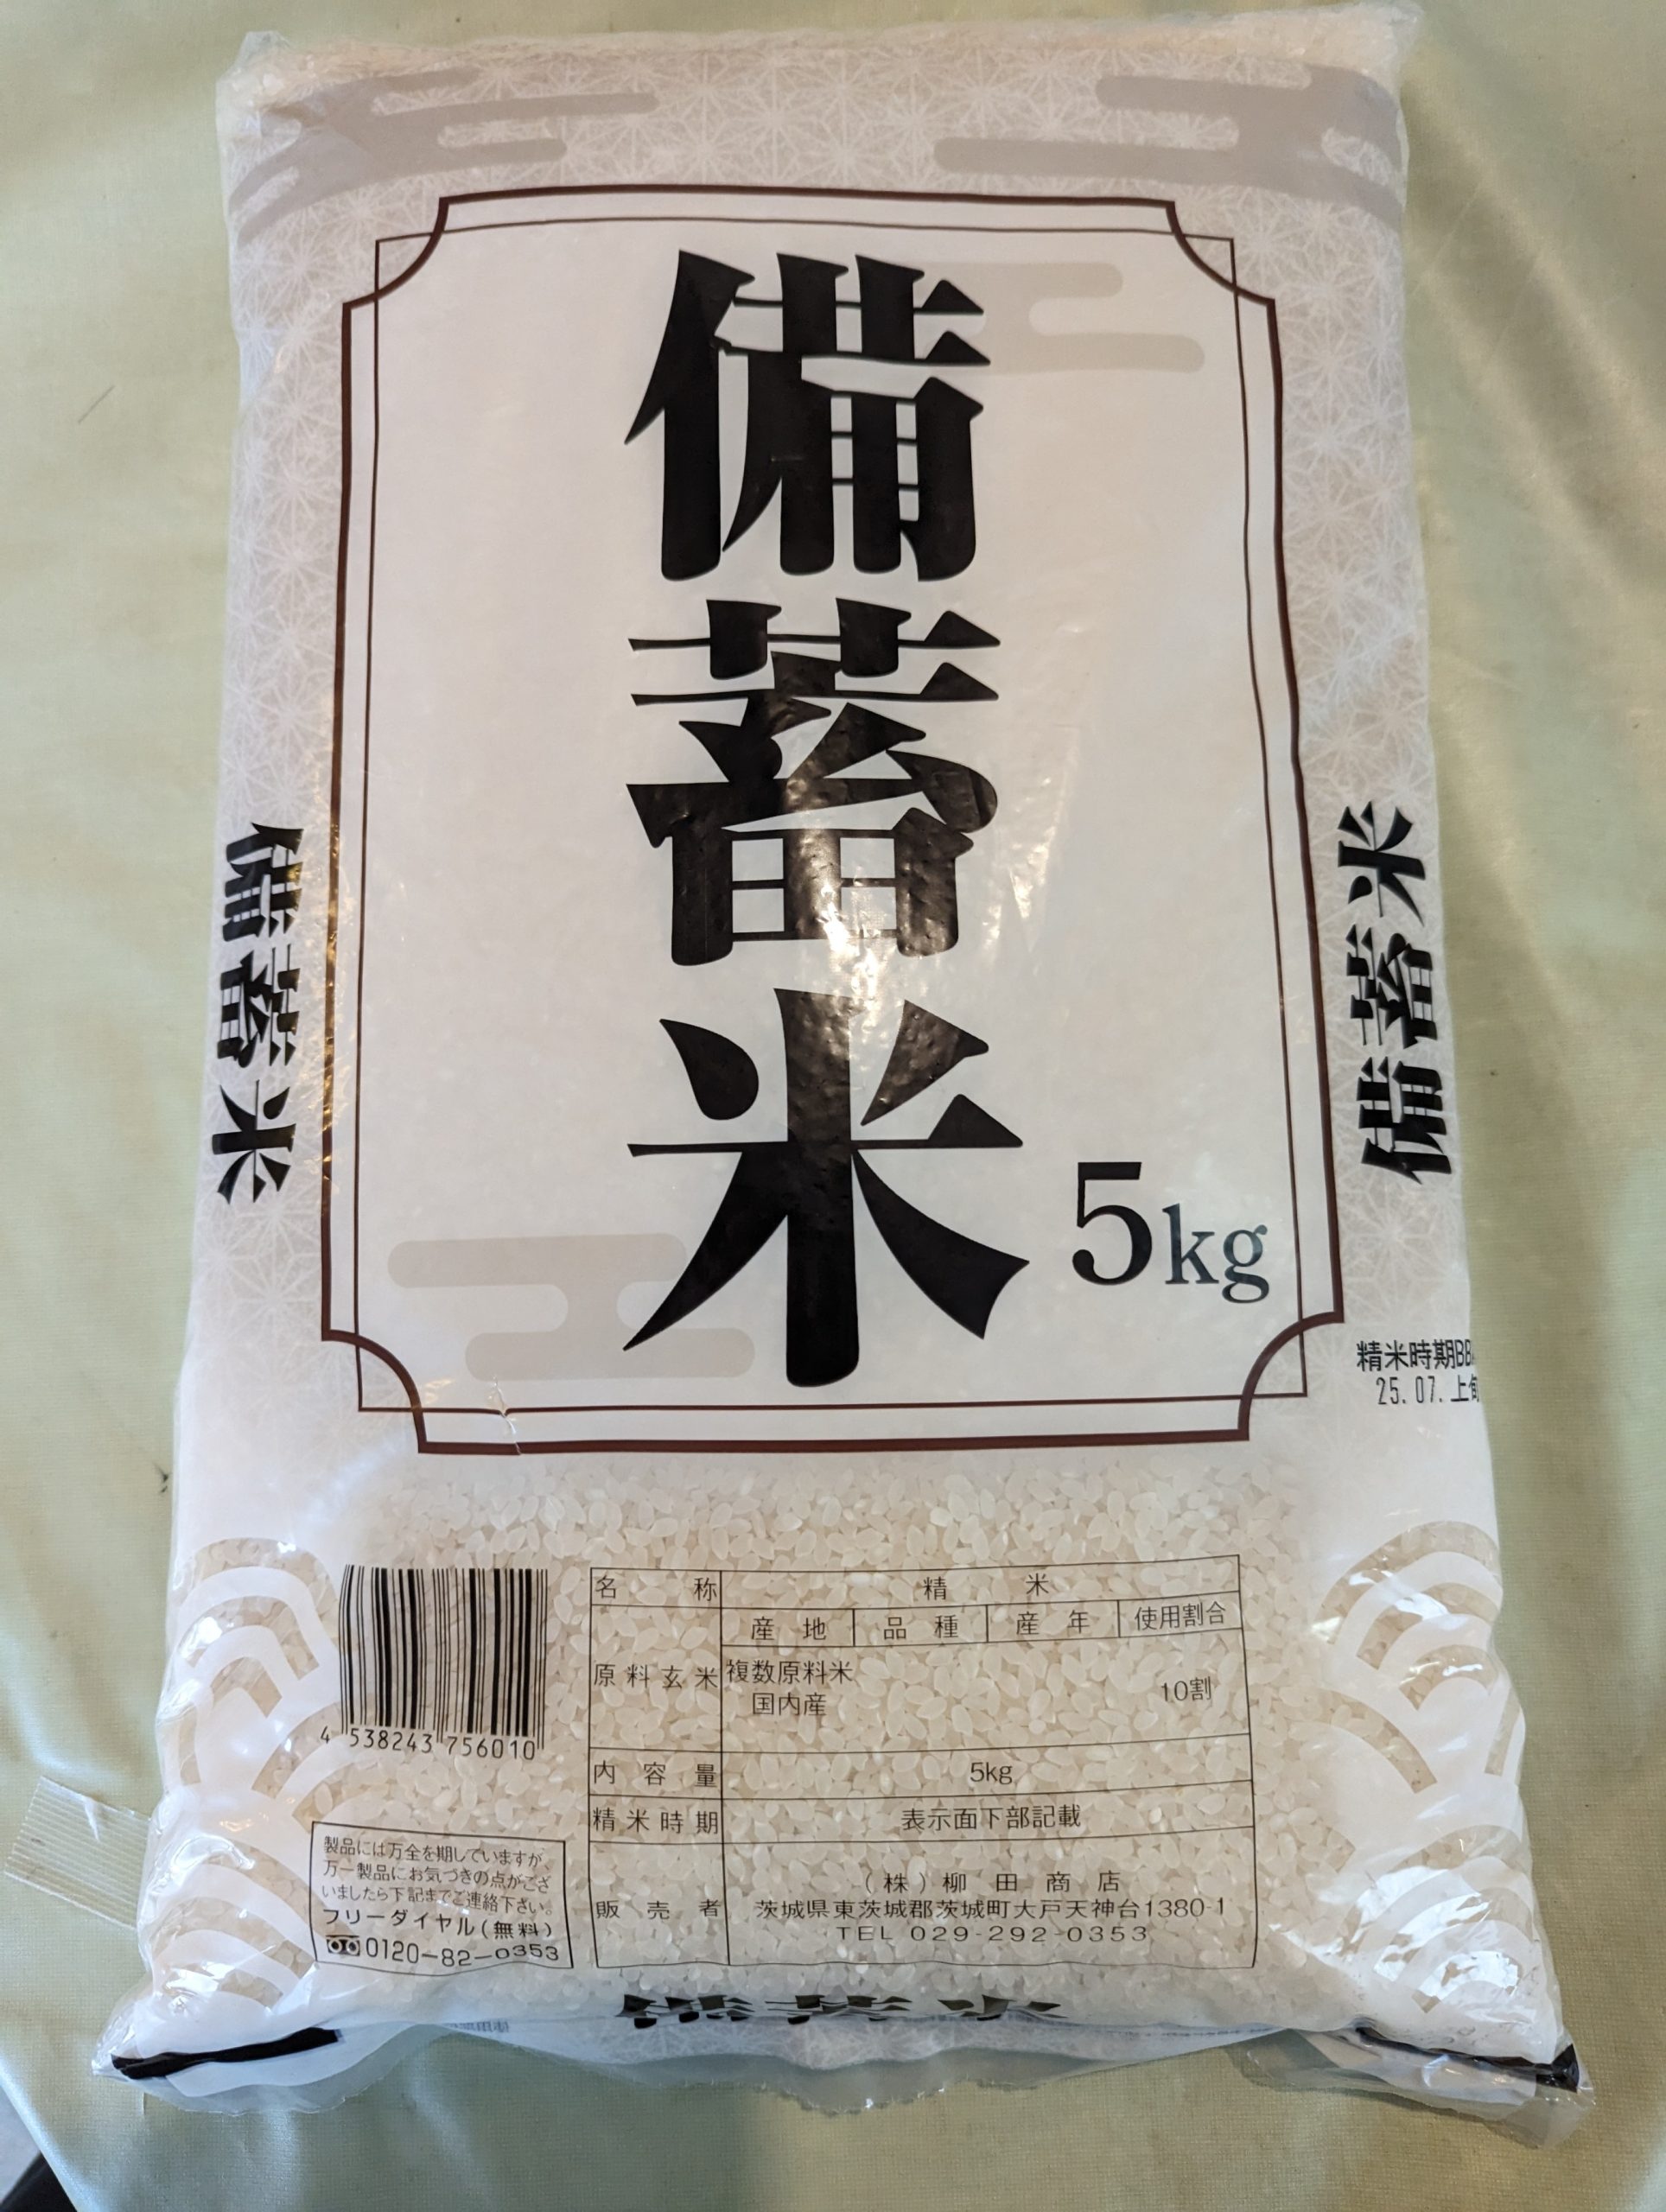 備蓄米
5kg
備蓄米
備蓄米
精米時期BB
25.07.上旬
名称 精米
産地 品種 産年 使用割合
原料玄米 複数原料米
国内産 10割
内容量 5kg
精米時期 表示面下部記載
販売者 (株)柳田商店
茨城県東茨城郡茨城町大戸天神台1380-1
TEL 029-292-0353
4 538243 756010
製品には万全を期していますが、
万一製品にお気づきの点がござ
いましたら下記までご連絡下さい。
フリーダイヤル(無料)
0120-82-0353
備蓄米